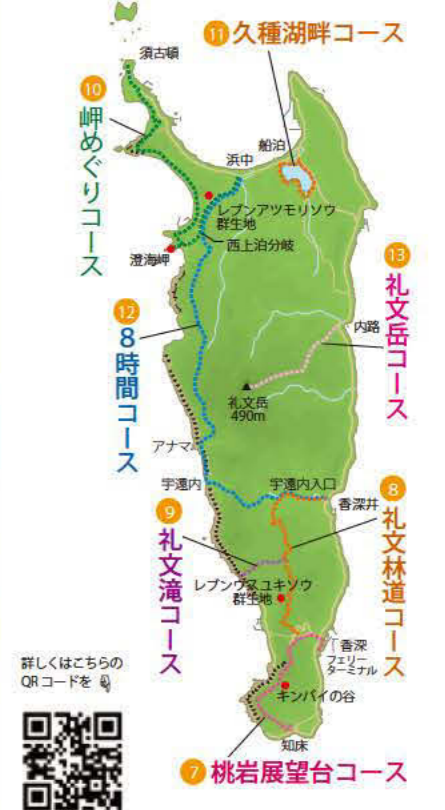 須古頓
⑪久種湖畔コース
⑩
岬めぐりコース
船泊
浜中
レブンアツモリソウ
群生地
西上泊分岐
澄海岬
⑬
礼文岳コース
⑫
8時間コース
内路
礼文岳
490m
アナマ
宇遠内
宇遠内入口
香深井
⑧
礼文林道コース
⑨
礼文滝コース
レブンウスユキソウ
群生地
香深
フェリー
ターミナル
詳しくはこちらの
QRコードを
キンバイの谷
知床
⑦桃岩展望台コース